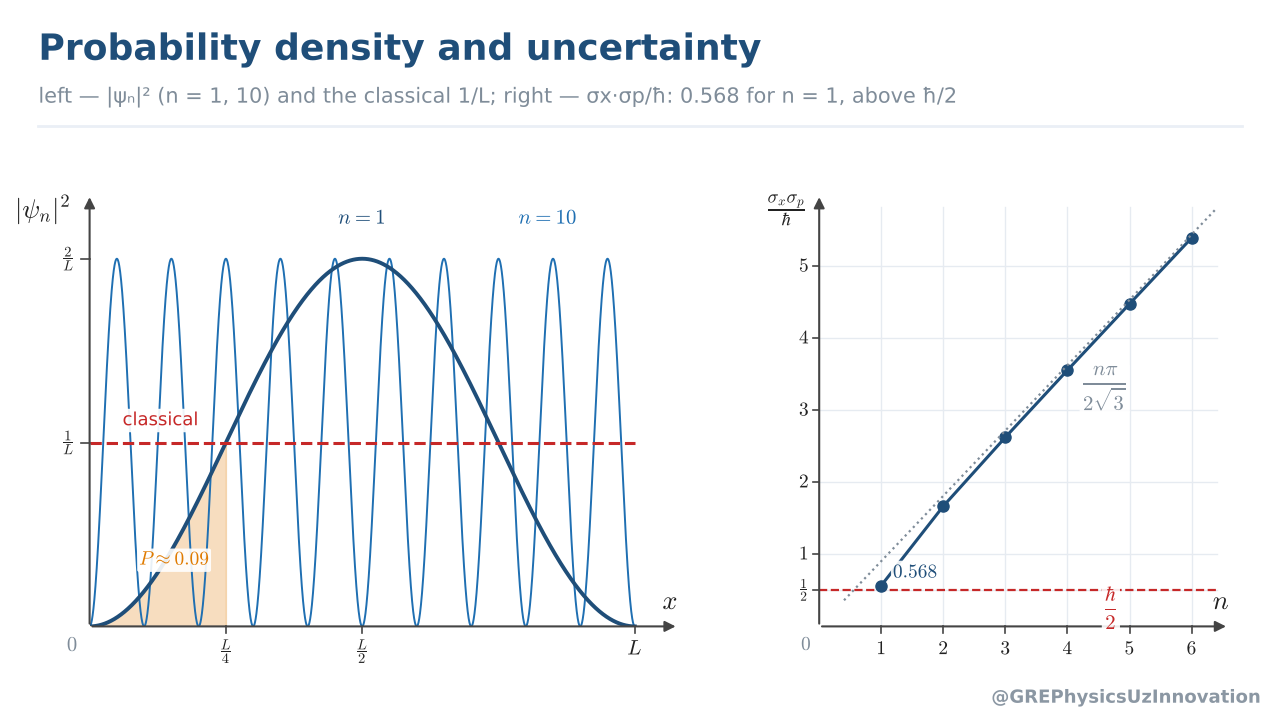 Probability density and uncertainty
left — |ψₙ|² (n = 1, 10) and the classical 1/L; right — σx·σp/ħ: 0.568 for n = 1, above ħ/2
|ψₙ|²
n = 1
n = 10
2/L
classical
1/L
P ≈ 0.09
x
0
L/4
L/2
L
σₓσₚ/ħ
5
4
nπ/2√3
3
2
1
0.568
1/2
ħ/2
n
0
1 2 3 4 5 6
@GREPhysicsUzInnovation